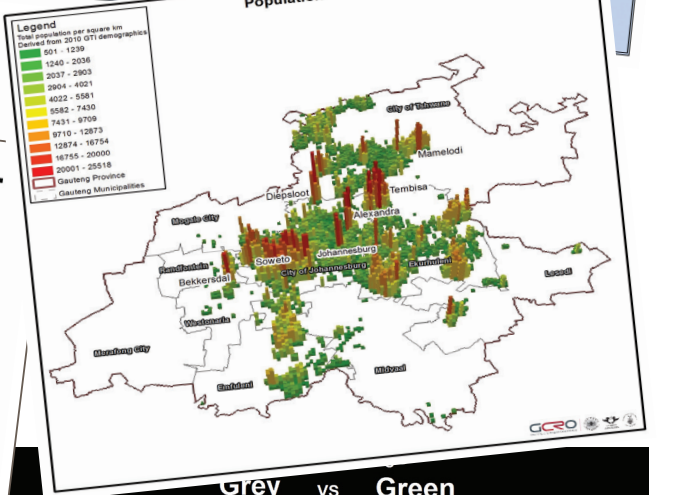 Population
Legend
Total population per square km
Derived from 2010 GTI demographics
501 - 1239
1240 - 2036
2037 - 2903
2904 - 4021
4022 - 5581
5582 - 7430
7431 - 9709
9710 - 12873
12874 - 16754
16755 - 20000
20001 - 25518
Gauteng Province
Gauteng Municipalities
City of Tshwane
Mamelodi
Diepsloot
Tembisa
Mogale City
Alexandra
Johannesburg
Randfontein
Soweto
City of Johannesburg
Ekurhuleni
Lesedi
Bekkersdal
Westonaria
Merafong City
Emfuleni
Midvaal
GCRO
Grey vs Green